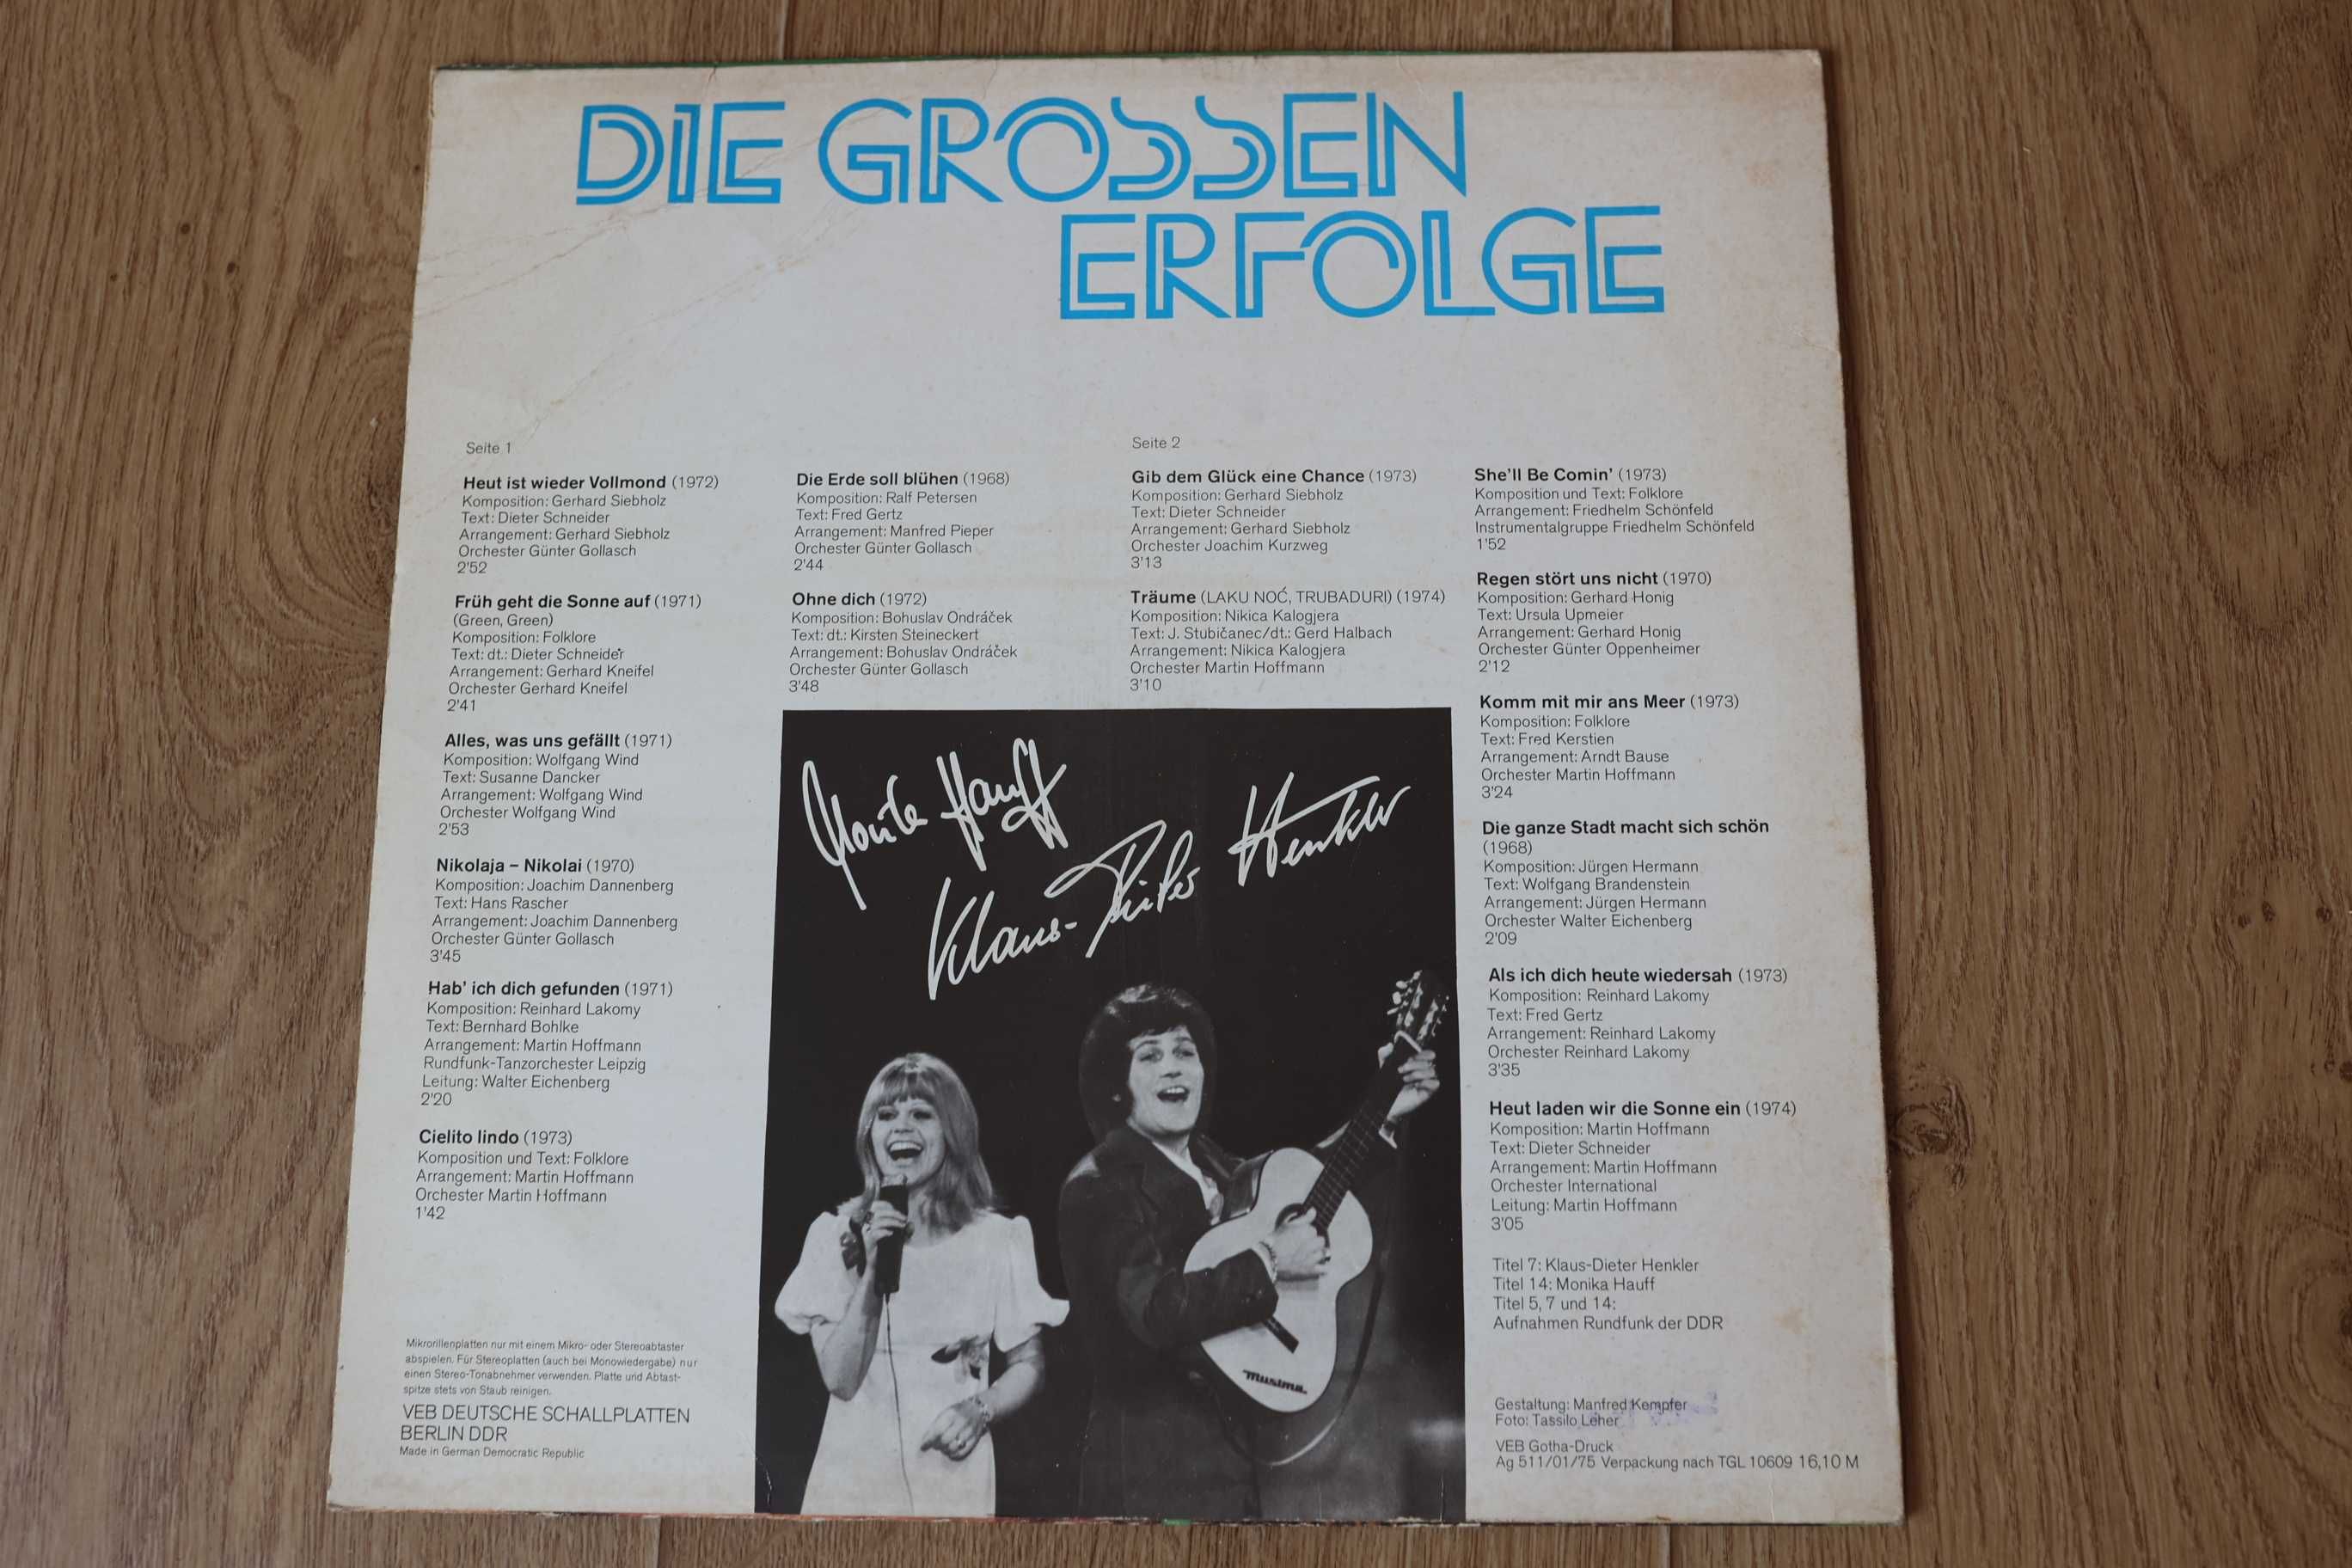 DIE GROSSEN
ERFOLGE
Seite 1
Heut ist wieder Vollmond (1972)
Komposition: Gerhard Siebholz
Text: Dieter Schneider
Arrangement: Gerhard Siebholz
Orchester Günter Gollasch
2'52
Früh geht die Sonne auf (1971)
(Green, Green)
Komposition: Folklore
Text: dt.: Dieter Schneider
Arrangement: Gerhard Kneifel
Orchester Gerhard Kneifel
2'41
Alles, was uns gefällt (1971)
Komposition: Wolfgang Wind
Text: Susanne Dancker
Arrangement: Wolfgang Wind
Orchester Wolfgang Wind
2'53
Nikolaja – Nikolai (1970)
Komposition: Joachim Dannenberg
Text: Hans Rascher
Arrangement: Joachim Dannenberg
Orchester Günter Gollasch
3'45
Hab' ich dich gefunden (1971)
Komposition: Reinhard Lakomy
Text: Bernhard Bohlke
Arrangement: Martin Hoffmann
Rundfunk-Tanzorchester Leipzig
Leitung: Walter Eichenberg
2'20
Cielito lindo (1973)
Komposition und Text: Folklore
Arrangement: Martin Hoffmann
Orchester Martin Hoffmann
1'42
Die Erde soll blühen (1968)
Komposition: Ralf Petersen
Text: Fred Gertz
Arrangement: Manfred Pieper
Orchester Günter Gollasch
2'44
Ohne dich (1972)
Komposition: Bohuslav Ondráček
Text: dt.: Kirsten Steineckert
Arrangement: Bohuslav Ondráček
Orchester Günter Gollasch
3'48
Seite 2
Gib dem Glück eine Chance (1973)
Komposition: Gerhard Siebholz
Text: Dieter Schneider
Arrangement: Gerhard Siebholz
Orchester Joachim Kurzweg
3'13
Träume (LAKU NOĆ, TRUBADURI) (1974)
Komposition: Nikica Kalogjera
Text: J. Stubičanec/dt.: Gerd Halbach
Arrangement: Nikica Kalogjera
Orchester Martin Hoffmann
3'10
She'll Be Comin' (1973)
Komposition und Text: Folklore
Arrangement: Friedhelm Schönfeld
Instrumentalgruppe Friedhelm Schönfeld
1'52
Regen stört uns nicht (1970)
Komposition: Gerhard Honig
Text: Ursula Upmeier
Arrangement: Gerhard Honig
Orchester Günter Oppenheimer
2'12
Komm mit mir ans Meer (1973)
Komposition: Folklore
Text: Fred Kerstien
Arrangement: Arndt Bause
Orchester Martin Hoffmann
3'24
Die ganze Stadt macht sich schön
(1968)
Komposition: Jürgen Hermann
Text: Wolfgang Brandenstein
Arrangement: Jürgen Hermann
Orchester Walter Eichenberg
2'09
Als ich dich heute wiedersah (1973)
Komposition: Reinhard Lakomy
Text: Fred Gertz
Arrangement: Reinhard Lakomy
Orchester Reinhard Lakomy
3'35
Heut laden wir die Sonne ein (1974)
Komposition: Martin Hoffmann
Text: Dieter Schneider
Arrangement: Martin Hoffmann
Orchester International
Leitung: Martin Hoffmann
3'05
Titel 7: Klaus-Dieter Henkler
Titel 14: Monika Hauff
Titel 5, 7 und 14:
Aufnahmen Rundfunk der DDR
Monika Hauff
Klaus-Dieter Henkler
musima
Mikrorillenplatten nur mit einem Mikro- oder Stereoabtaster
abspielen. Für Stereoplatten (auch bei Monowiedergabe) nur
einen Stereo-Tonabnehmer verwenden. Platte und Abtast-
spitze stets von Staub reinigen.
VEB DEUTSCHE SCHALLPLATTEN
BERLIN DDR
Made in German Democratic Republic
Gestaltung: Manfred Kempfer
Foto: Tassilo Leher
VEB Gotha-Druck
Ag 511/01/75 Verpackung nach TGL 10609 16,10 M